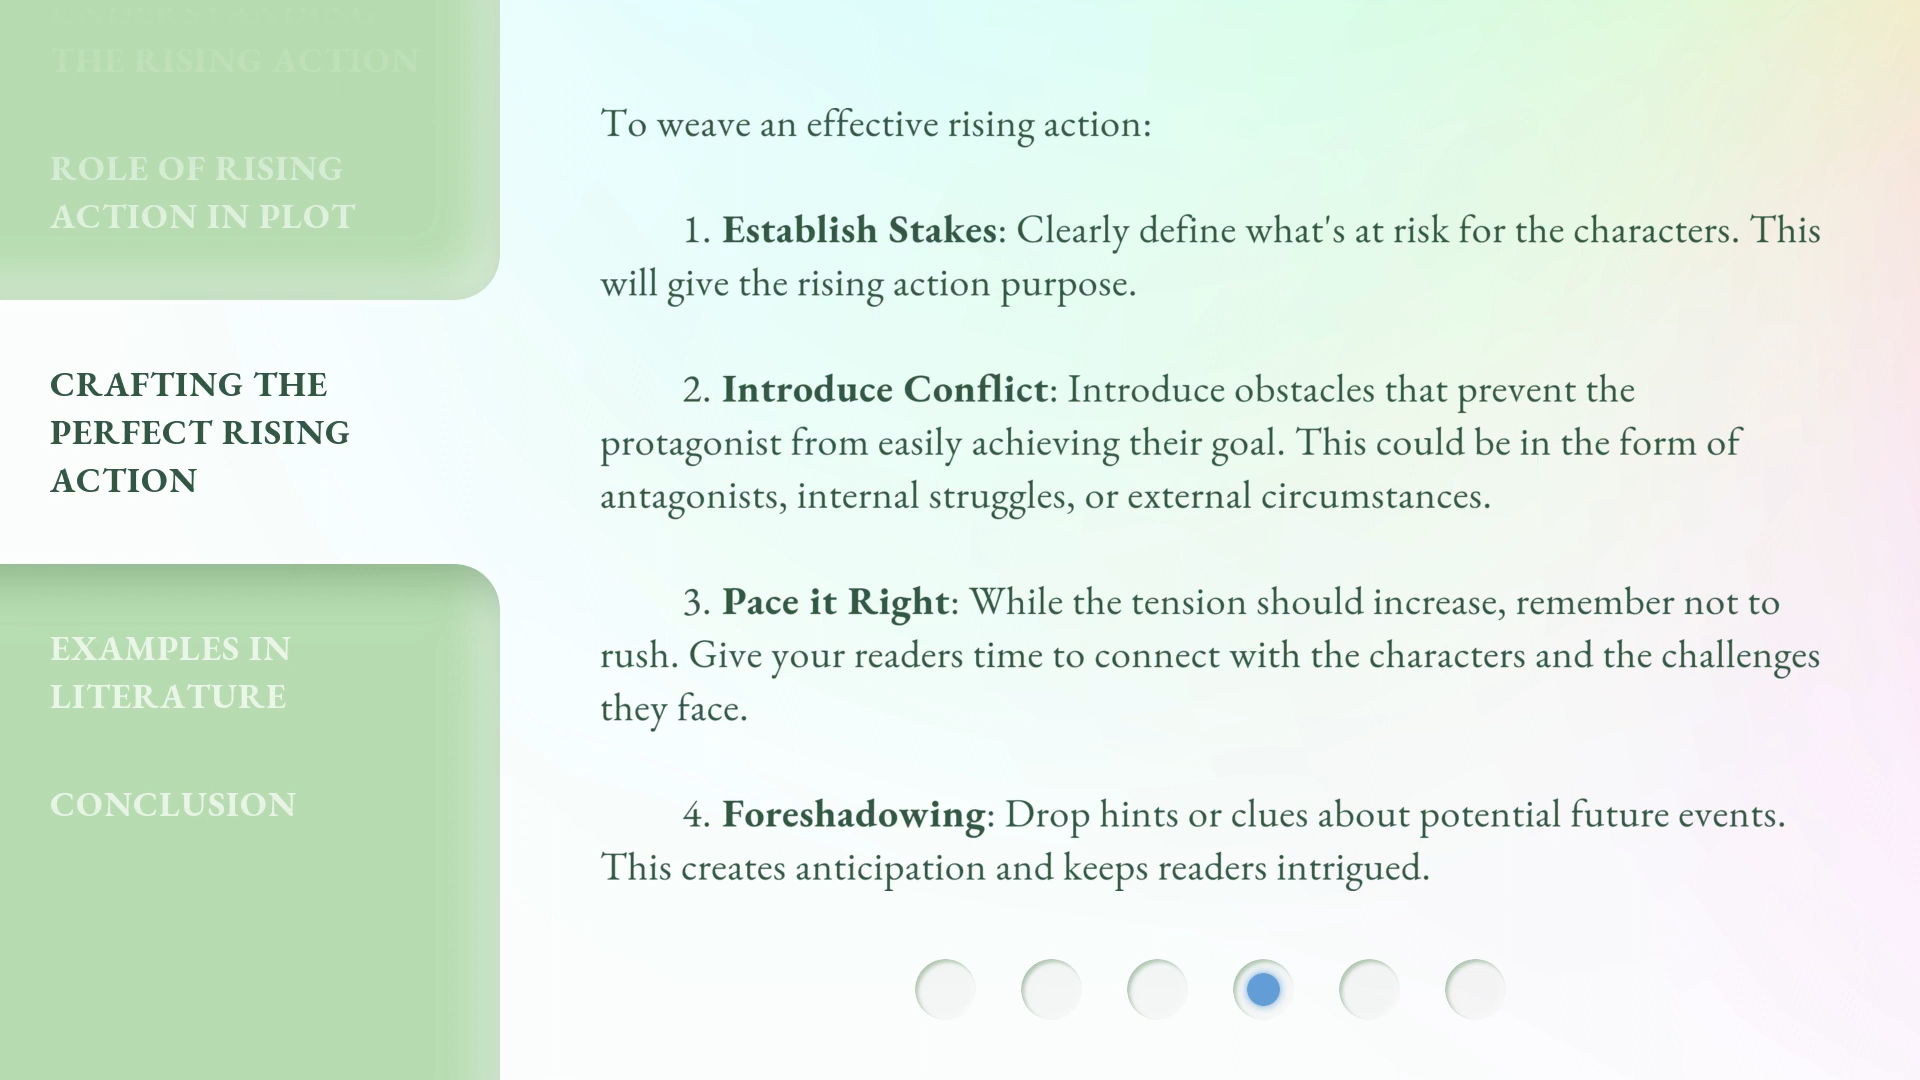 THE RISING ACTION
ROLE OF RISING
ACTION IN PLOT
CRAFTING THE
PERFECT RISING
ACTION
EXAMPLES IN
LITERATURE
CONCLUSION
To weave an effective rising action:
1. Establish Stakes: Clearly define what's at risk for the characters. This
will give the rising action purpose.
2. Introduce Conflict: Introduce obstacles that prevent the
protagonist from easily achieving their goal. This could be in the form of
antagonists, internal struggles, or external circumstances.
3. Pace it Right: While the tension should increase, remember not to
rush. Give your readers time to connect with the characters and the challenges
they face.
4. Foreshadowing: Drop hints or clues about potential future events.
This creates anticipation and keeps readers intrigued.